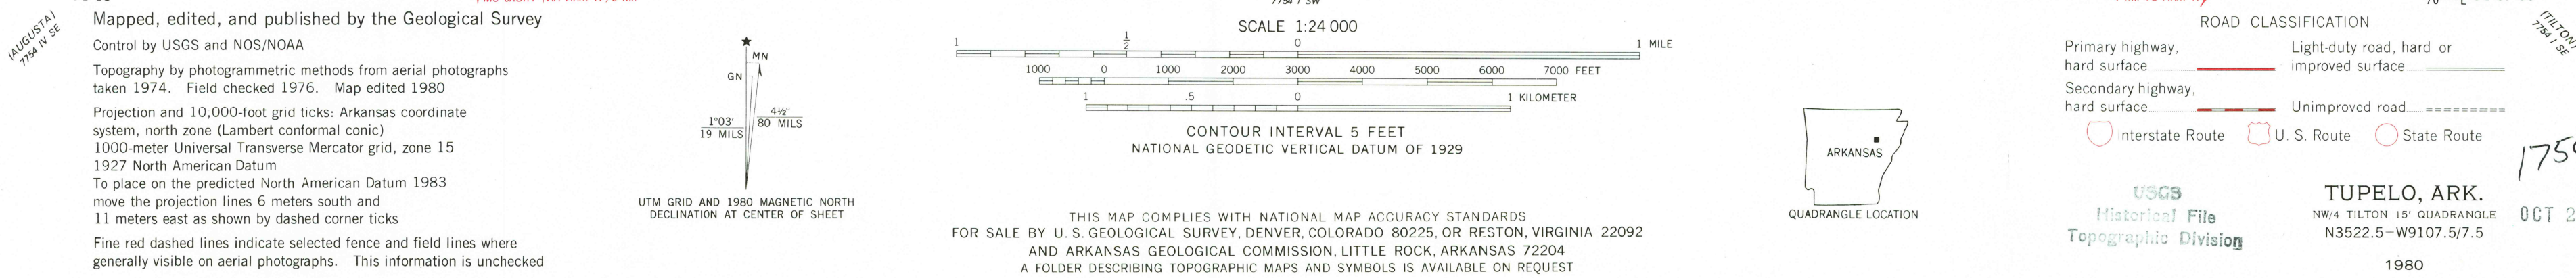 (AUGUSTA)
7754 IV SE
Mapped, edited, and published by the Geological Survey
Control by USGS and NOS/NOAA
Topography by photogrammetric methods from aerial photographs
taken 1974. Field checked 1976. Map edited 1980
Projection and 10,000-foot grid ticks: Arkansas coordinate
system, north zone (Lambert conformal conic)
1000-meter Universal Transverse Mercator grid, zone 15
1927 North American Datum
To place on the predicted North American Datum 1983
move the projection lines 6 meters south and
11 meters east as shown by dashed corner ticks
Fine red dashed lines indicate selected fence and field lines where
generally visible on aerial photographs. This information is unchecked
★
MN
GN
1°03′
19 MILS
4½°
80 MILS
UTM GRID AND 1980 MAGNETIC NORTH
DECLINATION AT CENTER OF SHEET
7754 I SW
SCALE 1:24 000
1 ½ 0 1 MILE
1000 0 1000 2000 3000 4000 5000 6000 7000 FEET
1 .5 0 1 KILOMETER
CONTOUR INTERVAL 5 FEET
NATIONAL GEODETIC VERTICAL DATUM OF 1929
THIS MAP COMPLIES WITH NATIONAL MAP ACCURACY STANDARDS
FOR SALE BY U. S. GEOLOGICAL SURVEY, DENVER, COLORADO 80225, OR RESTON, VIRGINIA 22092
AND ARKANSAS GEOLOGICAL COMMISSION, LITTLE ROCK, ARKANSAS 72204
A FOLDER DESCRIBING TOPOGRAPHIC MAPS AND SYMBOLS IS AVAILABLE ON REQUEST
ARKANSAS
QUADRANGLE LOCATION
ROAD CLASSIFICATION
Primary highway,
hard surface
Light-duty road, hard or
improved surface
Secondary highway,
hard surface
Unimproved road
Interstate Route
U. S. Route
State Route
(TILTON)
7754 I SE
USGS
Historical File
Topographic Division
TUPELO, ARK.
NW/4 TILTON 15′ QUADRANGLE
N3522.5—W9107.5/7.5
1980
OCT 2